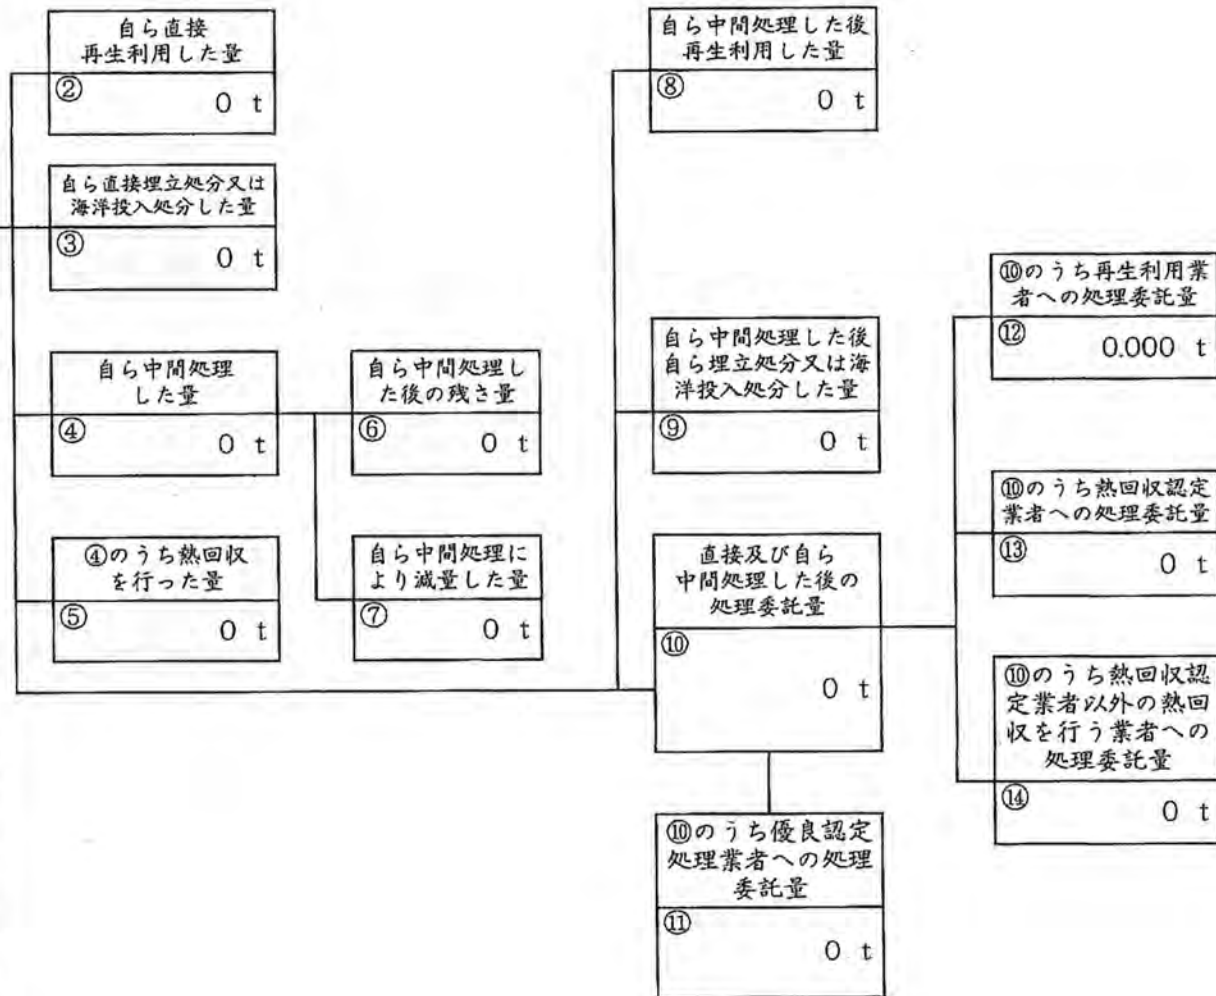 自ら直接
再生利用した量
②
0 t
自ら直接埋立処分又は
海洋投入処分した量
③
0 t
自ら中間処理
した量
④
0 t
④のうち熱回収
を行った量
⑤
0 t
自ら中間処理し
た後の残さ量
⑥
0 t
自ら中間処理に
より減量した量
⑦
0 t
自ら中間処理した後
再生利用した量
⑧
0 t
自ら中間処理した後
自ら埋立処分又は海
洋投入処分した量
⑨
0 t
直接及び自ら
中間処理した後の
処理委託量
⑩
0 t
⑩のうち優良認定
処理業者への処理
委託量
⑪
0 t
⑩のうち再生利用業
者への処理委託量
⑫
0.000 t
⑩のうち熱回収認定
業者への処理委託量
⑬
0 t
⑩のうち熱回収認
定業者以外の熱回
収を行う業者への
処理委託量
⑭
0 t